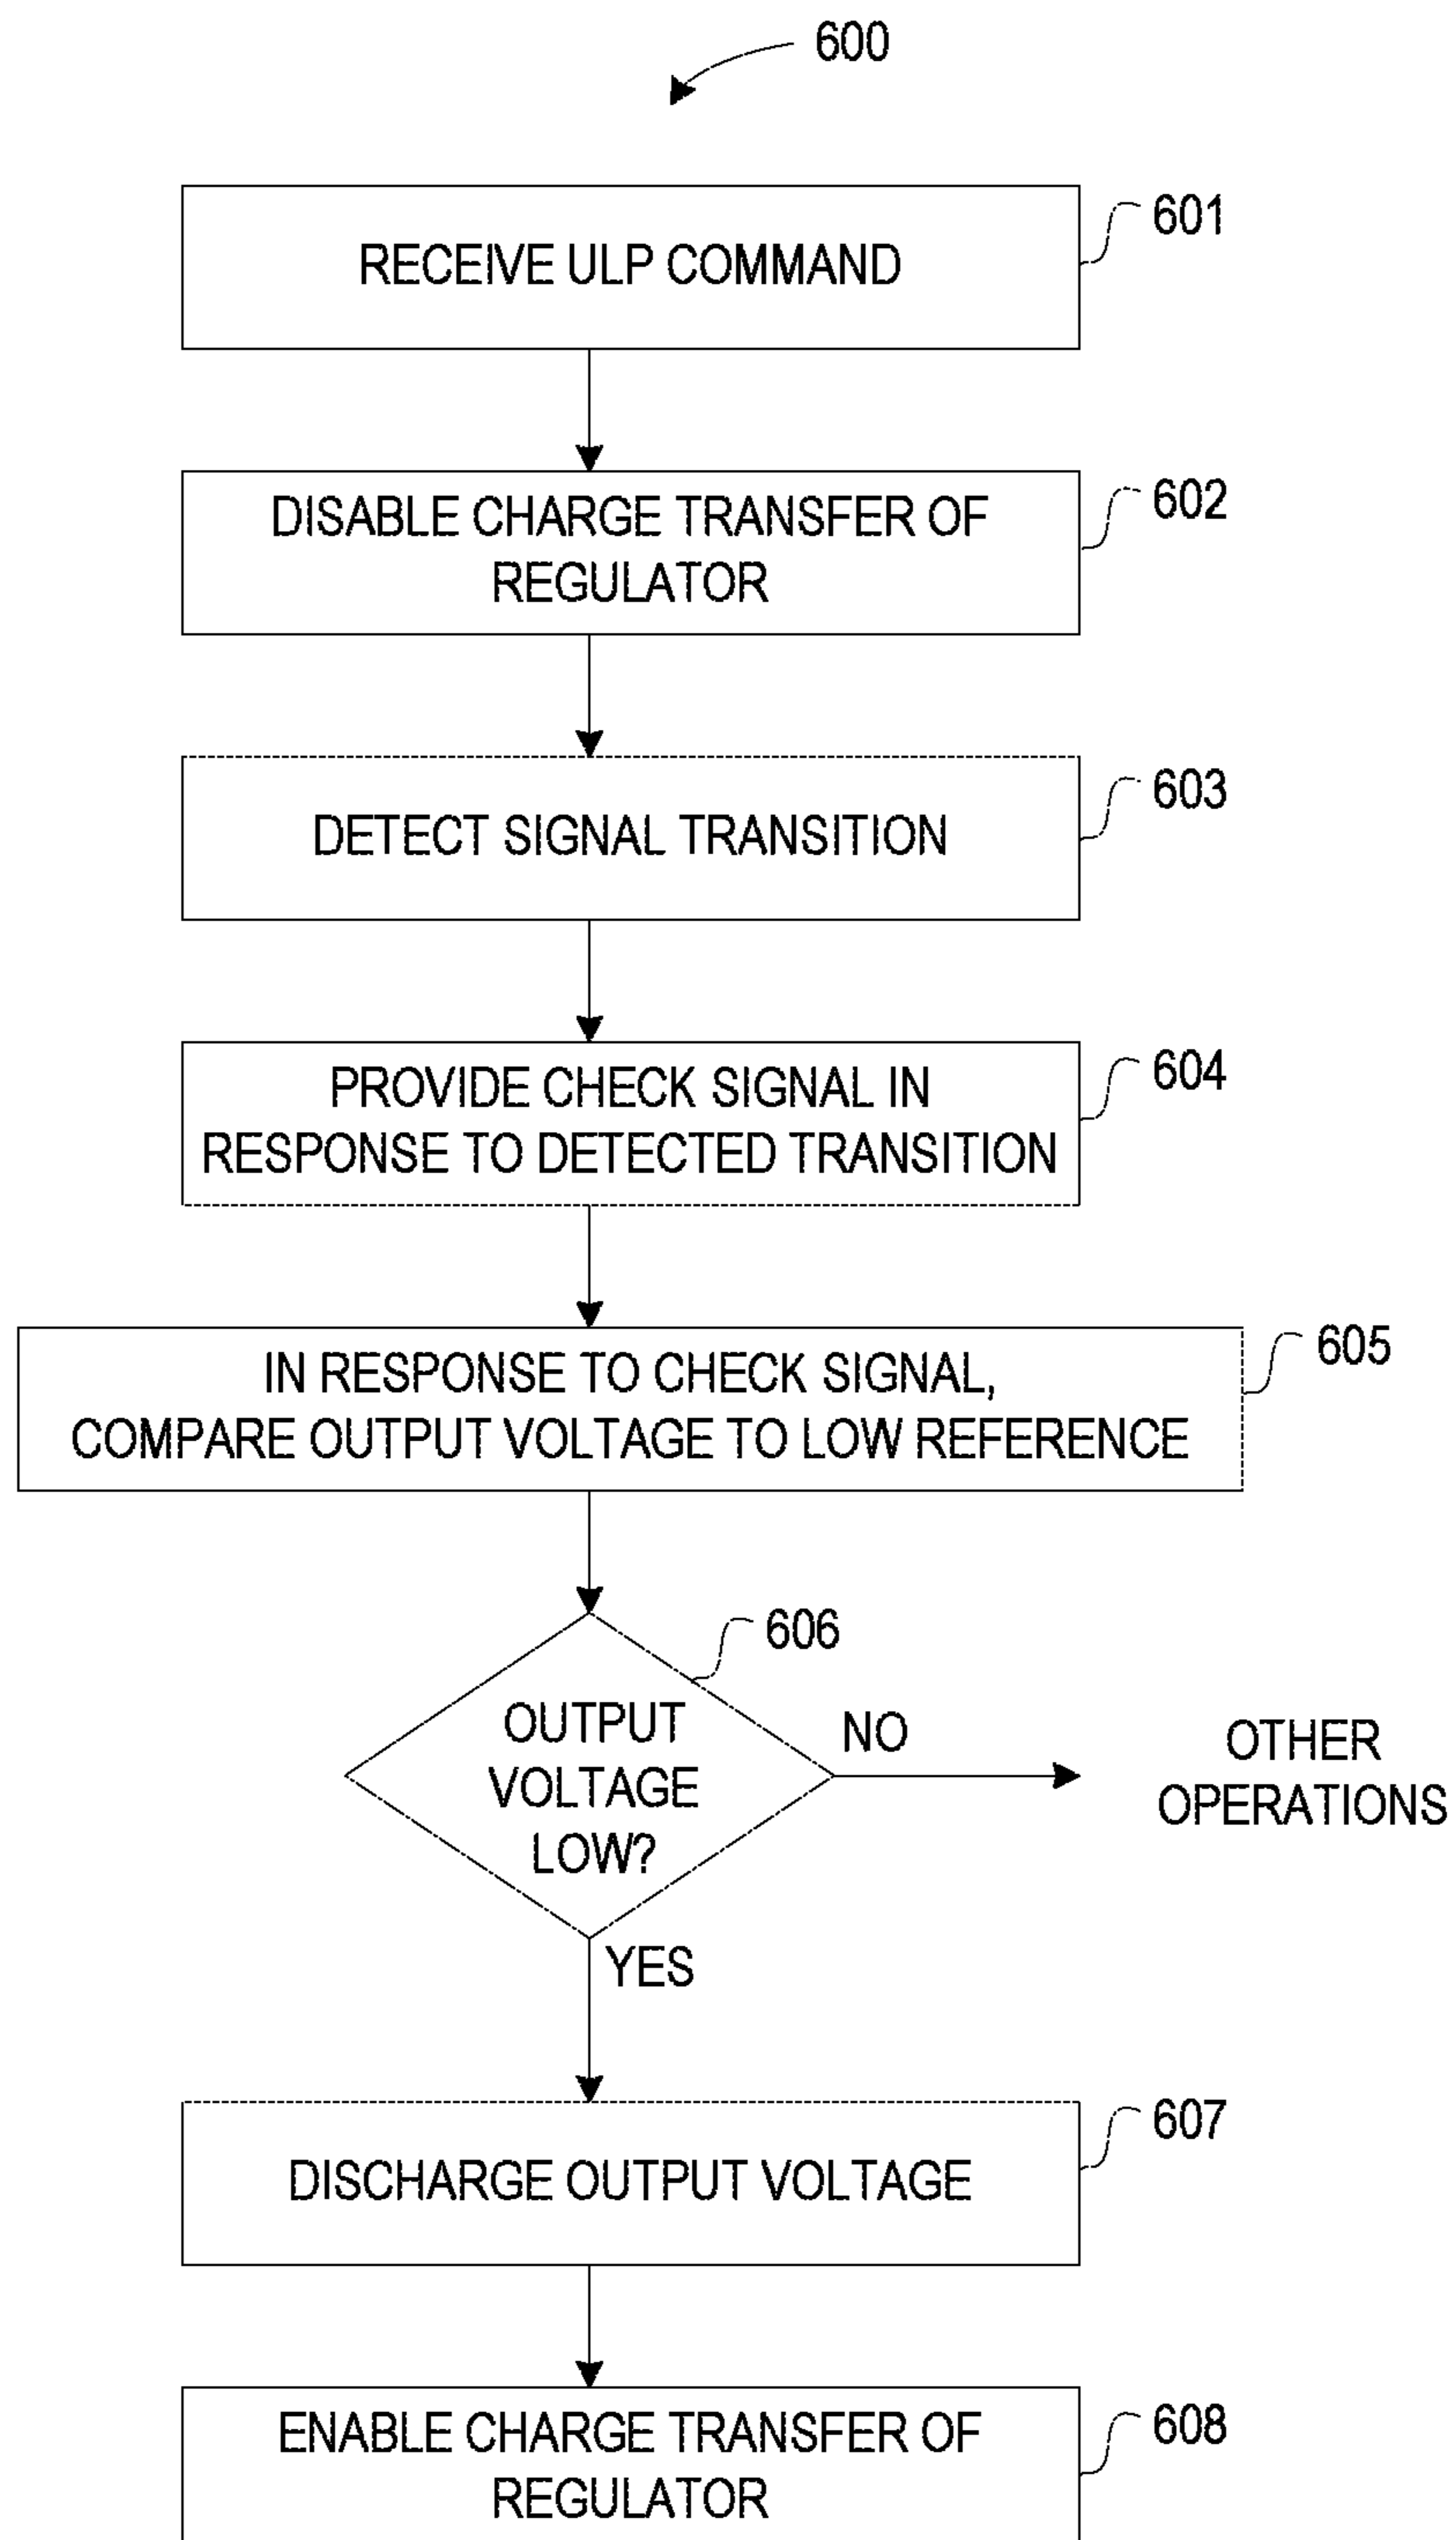 600
601
RECEIVE ULP COMMAND
602
DISABLE CHARGE TRANSFER OF
REGULATOR
603
DETECT SIGNAL TRANSITION
604
PROVIDE CHECK SIGNAL IN
RESPONSE TO DETECTED TRANSITION
605
IN RESPONSE TO CHECK SIGNAL,
COMPARE OUTPUT VOLTAGE TO LOW REFERENCE
606
OUTPUT
VOLTAGE
LOW?
NO
OTHER
OPERATIONS
YES
607
DISCHARGE OUTPUT VOLTAGE
608
ENABLE CHARGE TRANSFER OF
REGULATOR